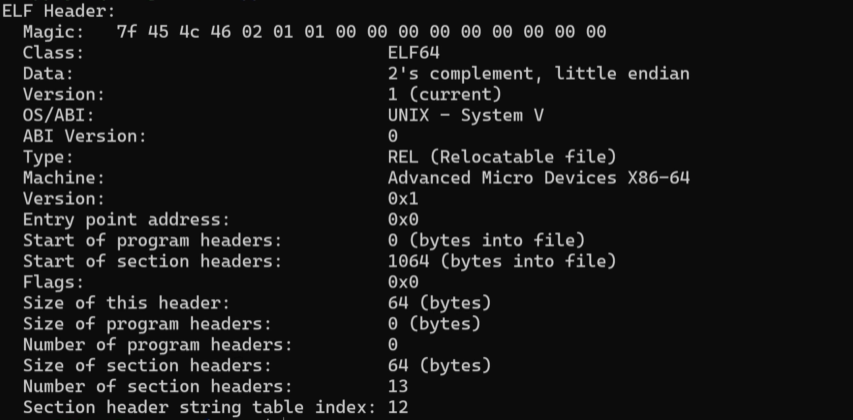 ELF Header:
  Magic:   7f 45 4c 46 02 01 01 00 00 00 00 00 00 00 00 00
  Class:                             ELF64
  Data:                              2's complement, little endian
  Version:                           1 (current)
  OS/ABI:                            UNIX - System V
  ABI Version:                       0
  Type:                              REL (Relocatable file)
  Machine:                           Advanced Micro Devices X86-64
  Version:                           0x1
  Entry point address:               0x0
  Start of program headers:          0 (bytes into file)
  Start of section headers:          1064 (bytes into file)
  Flags:                             0x0
  Size of this header:               64 (bytes)
  Size of program headers:           0 (bytes)
  Number of program headers:         0
  Size of section headers:           64 (bytes)
  Number of section headers:         13
  Section header string table index: 12